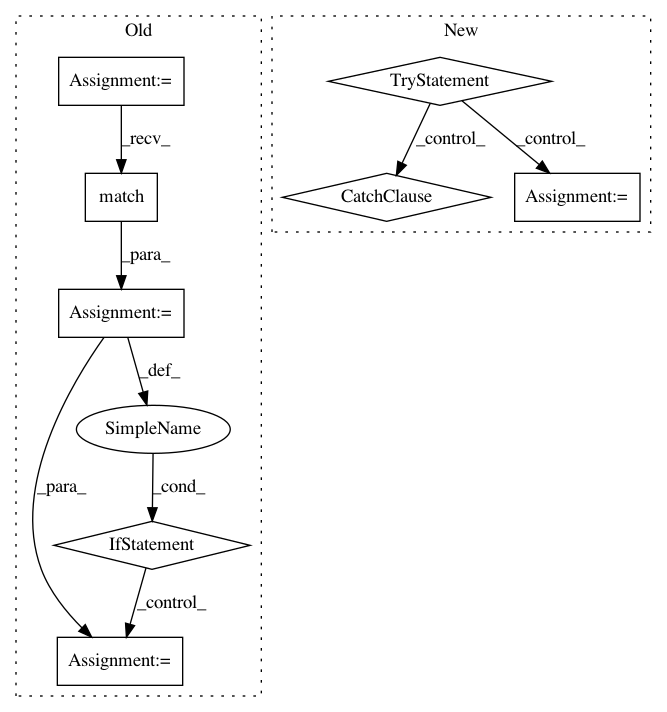 Old
New
Assignment:=
TryStatement
_recv_
_control_
_control_
match
CatchClause
Assignment:=
_para_
Assignment:=
_def_
SimpleName
_para_
_cond_
IfStatement
_control_
Assignment:=